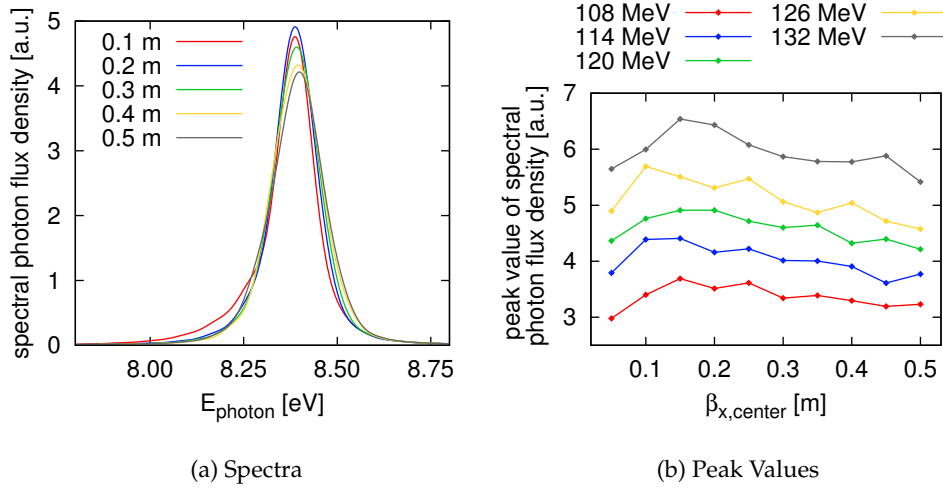 spectral photon flux density [a.u.]
5
4
3
2
1
0
0.1 m
0.2 m
0.3 m
0.4 m
0.5 m
8.00 8.25 8.50 8.75
E_photon [eV]
(a) Spectra
108 MeV 126 MeV
114 MeV 132 MeV
120 MeV
peak value of spectral
photon flux density [a.u.]
7
6
5
4
3
0.1 0.2 0.3 0.4 0.5
β_x,center [m]
(b) Peak Values